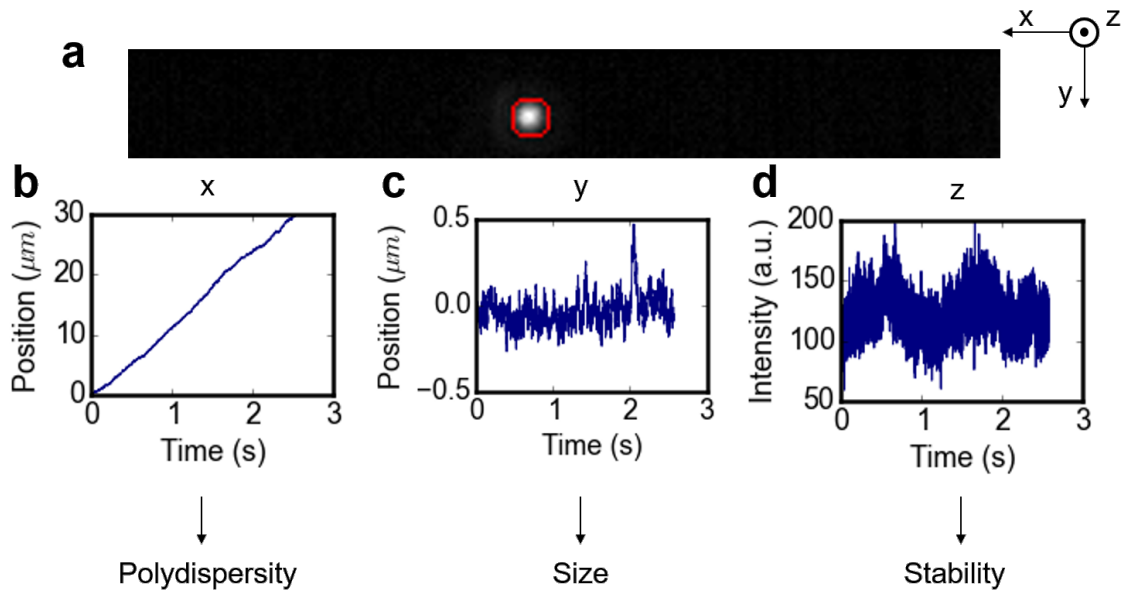 a
x
z
y
b
x
c
y
d
z
30
20
10
0
0
1
2
3
Position (μm)
Time (s)
0.5
0.0
−0.5
0
1
2
3
Position (μm)
Time (s)
200
150
100
50
0
1
2
3
Intensity (a.u.)
Time (s)
Polydispersity
Size
Stability